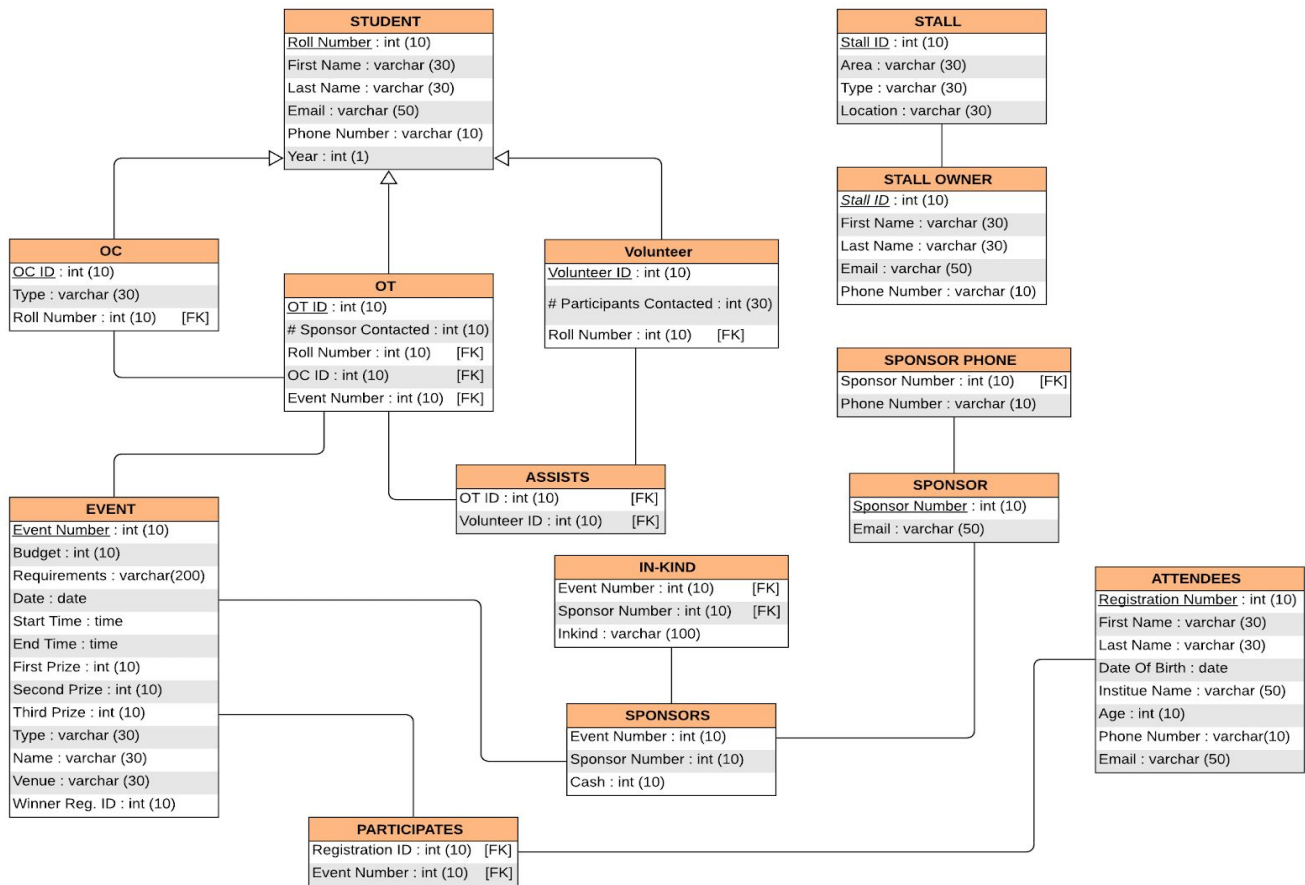 STUDENT
Roll Number : int (10)
First Name : varchar (30)
Last Name : varchar (30)
Email : varchar (50)
Phone Number : varchar (10)
Year : int (1)
STALL
Stall ID : int (10)
Area : varchar (30)
Type : varchar (30)
Location : varchar (30)
STALL OWNER
Stall ID : int (10)
First Name : varchar (30)
Last Name : varchar (30)
Email : varchar (50)
Phone Number : varchar (10)
OC
OC ID : int (10)
Type : varchar (30)
Roll Number : int (10) [FK]
OT
OT ID : int (10)
# Sponsor Contacted : int (10)
Roll Number : int (10) [FK]
OC ID : int (10) [FK]
Event Number : int (10) [FK]
Volunteer
Volunteer ID : int (10)
# Participants Contacted : int (30)
Roll Number : int (10) [FK]
SPONSOR PHONE
Sponsor Number : int (10) [FK]
Phone Number : varchar (10)
ASSISTS
OT ID : int (10) [FK]
Volunteer ID : int (10) [FK]
SPONSOR
Sponsor Number : int (10)
Email : varchar (50)
EVENT
Event Number : int (10)
Budget : int (10)
Requirements : varchar(200)
Date : date
Start Time : time
End Time : time
First Prize : int (10)
Second Prize : int (10)
Third Prize : int (10)
Type : varchar (30)
Name : varchar (30)
Venue : varchar (30)
Winner Reg. ID : int (10)
IN-KIND
Event Number : int (10) [FK]
Sponsor Number : int (10) [FK]
Inkind : varchar (100)
ATTENDEES
Registration Number : int (10)
First Name : varchar (30)
Last Name : varchar (30)
Date Of Birth : date
Institue Name : varchar (50)
Age : int (10)
Phone Number : varchar(10)
Email : varchar (50)
SPONSORS
Event Number : int (10)
Sponsor Number : int (10)
Cash : int (10)
PARTICIPATES
Registration ID : int (10) [FK]
Event Number : int (10) [FK]